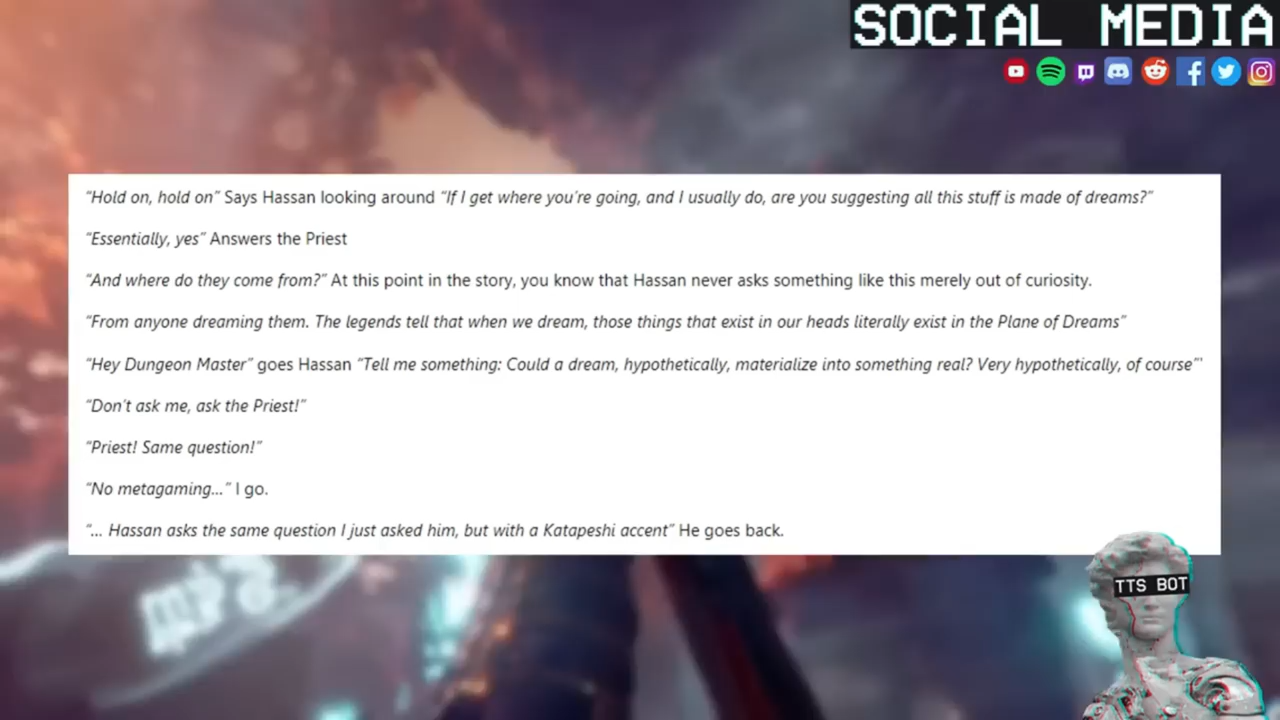 SOCIAL MEDIA
“Hold on, hold on” Says Hassan looking around “If I get where you’re going, and I usually do, are you suggesting all this stuff is made of dreams?”
“Essentially, yes” Answers the Priest
“And where do they come from?” At this point in the story, you know that Hassan never asks something like this merely out of curiosity.
“From anyone dreaming them. The legends tell that when we dream, those things that exist in our heads literally exist in the Plane of Dreams”
“Hey Dungeon Master” goes Hassan “Tell me something: Could a dream, hypothetically, materialize into something real? Very hypothetically, of course”'
“Don’t ask me, ask the Priest!”
“Priest! Same question!”
“No metagaming…” I go.
“… Hassan asks the same question I just asked him, but with a Katapeshi accent” He goes back.
TTS BOT